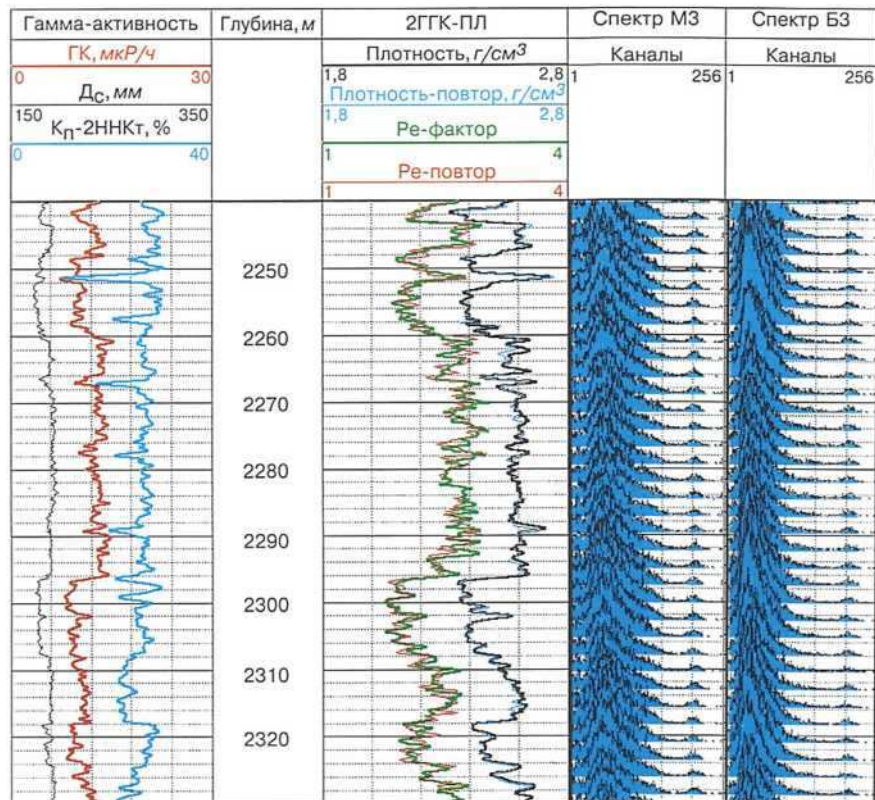 Гамма-активность
Глубина, м
2ГГК-ПЛ
Спектр МЗ
Спектр БЗ
ГК, мкР/ч
0 30
Дс, мм
150 350
Кп-2ННКт, %
0 40
Плотность, г/см³
1,8 2,8
Плотность-повтор, г/см³
1,8 2,8
Ре-фактор
1 4
Ре-повтор
1 4
Каналы
1 256
Каналы
1 256
2250
2260
2270
2280
2290
2300
2310
2320